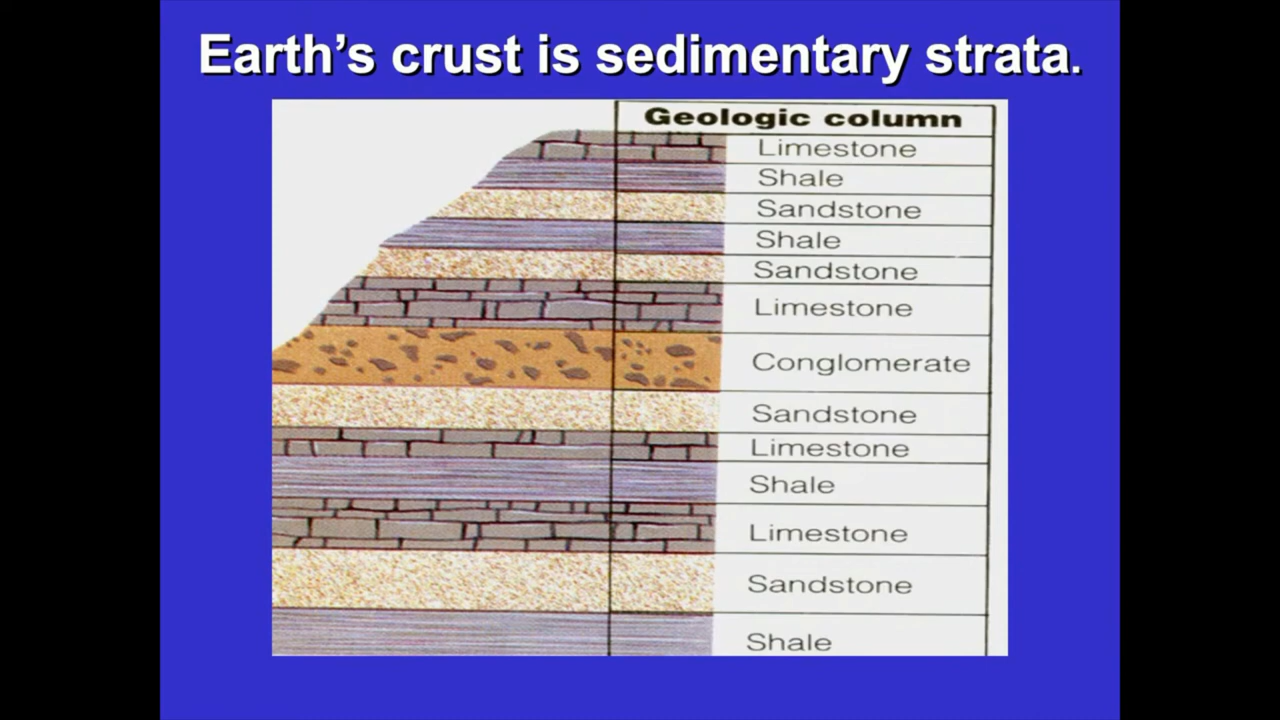 Earth's crust is sedimentary strata.
Geologic column
Limestone
Shale
Sandstone
Shale
Sandstone
Limestone
Conglomerate
Sandstone
Limestone
Shale
Limestone
Sandstone
Shale